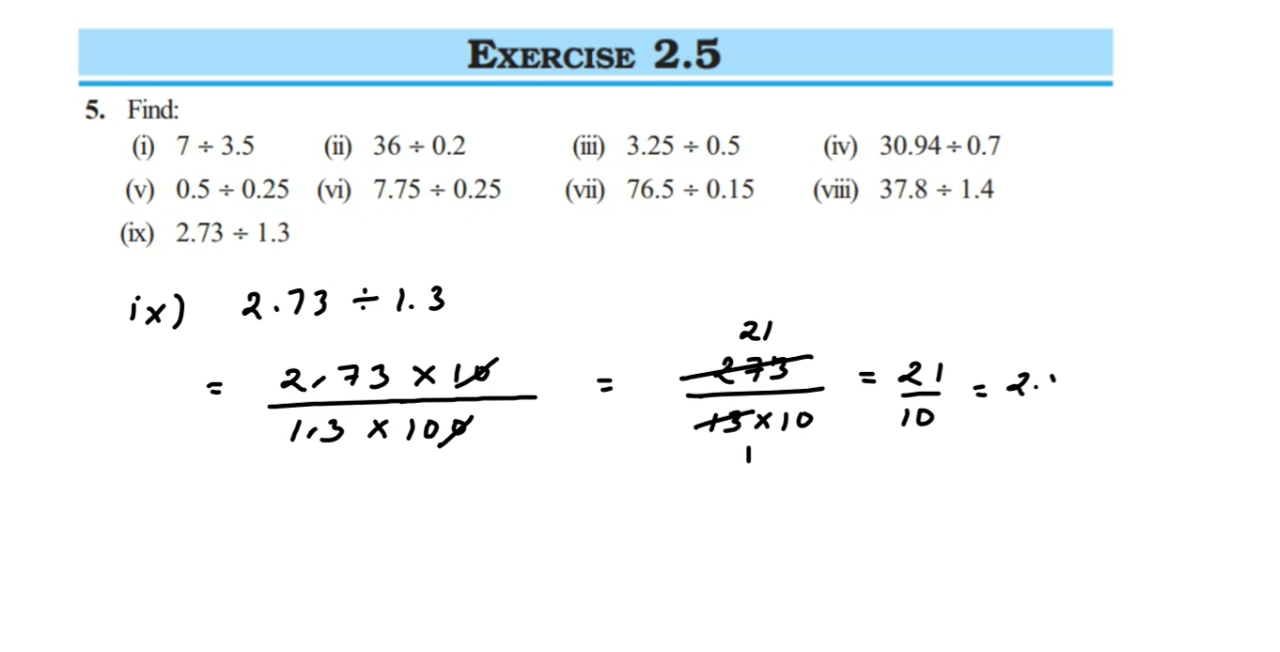 EXERCISE 2.5
5. Find:
(i) 7 ÷ 3.5 (ii) 36 ÷ 0.2 (iii) 3.25 ÷ 0.5 (iv) 30.94 ÷ 0.7
(v) 0.5 ÷ 0.25 (vi) 7.75 ÷ 0.25 (vii) 76.5 ÷ 0.15 (viii) 37.8 ÷ 1.4
(ix) 2.73 ÷ 1.3
ix) 2.73 ÷ 1.3
21
= 2.73 × 10 = 273 = 21 = 2.
1.3 × 100 13 × 10 10
1